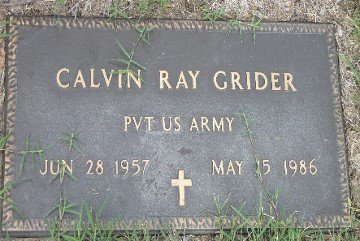 CALVIN RAY GRIDER
PVT US ARMY
JUN 28 1957 MAY 15 1986